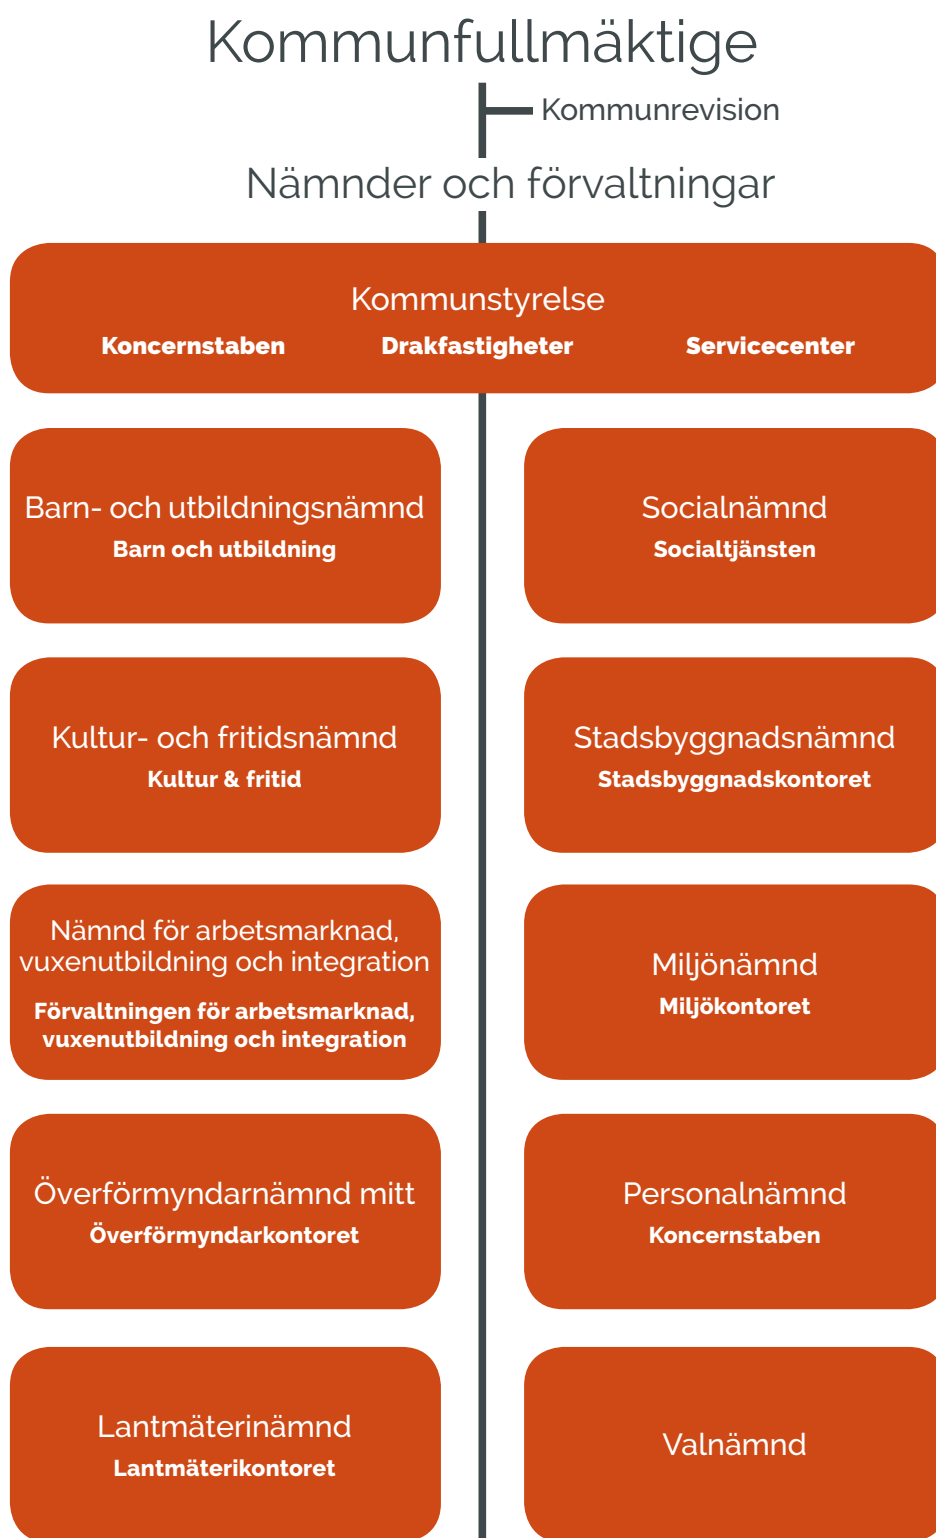 Kommunfullmäktige
Kommunrevision
Nämnder och förvaltningar
Kommunstyrelse
Koncernstaben
Drakfastigheter
Servicecenter
Barn- och utbildningsnämnd
Barn och utbildning
Socialnämnd
Socialtjänsten
Kultur- och fritidsnämnd
Kultur & fritid
Stadsbyggnadsnämnd
Stadsbyggnadskontoret
Nämnd för arbetsmarknad,
vuxenutbildning och integration
Förvaltningen för arbetsmarknad,
vuxenutbildning och integration
Miljönämnd
Miljökontoret
Överförmyndarnämnd mitt
Överförmyndarkontoret
Personalnämnd
Koncernstaben
Lantmäterinämnd
Lantmäterikontoret
Valnämnd